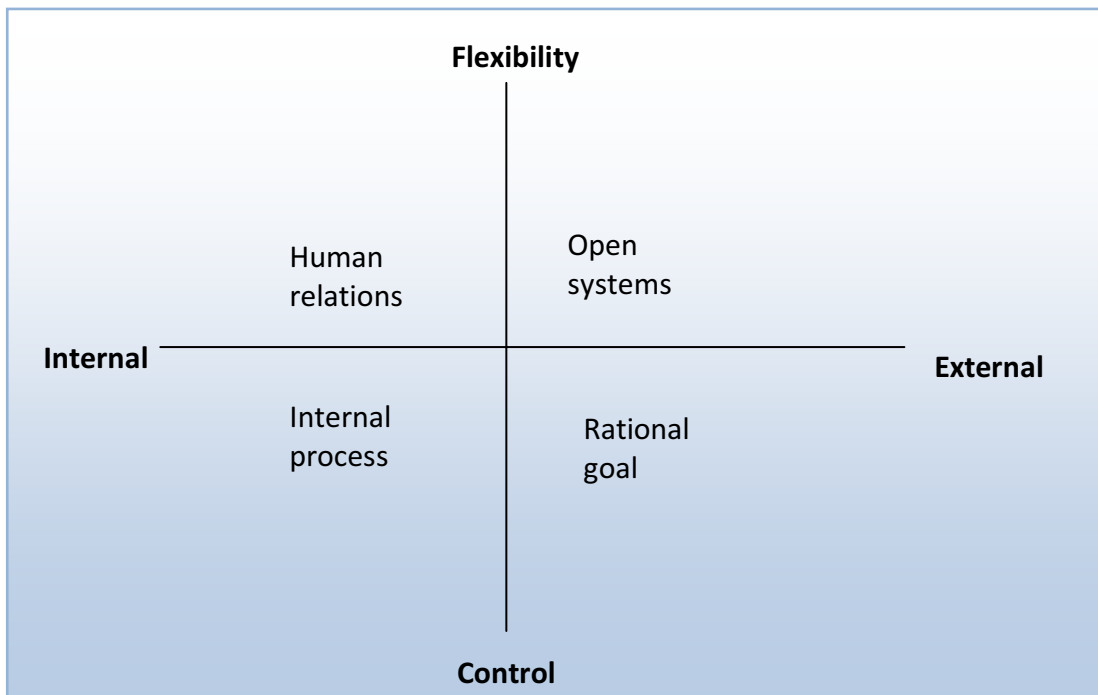 Flexibility
Human
relations
Open
systems
Internal
External
Internal
process
Rational
goal
Control